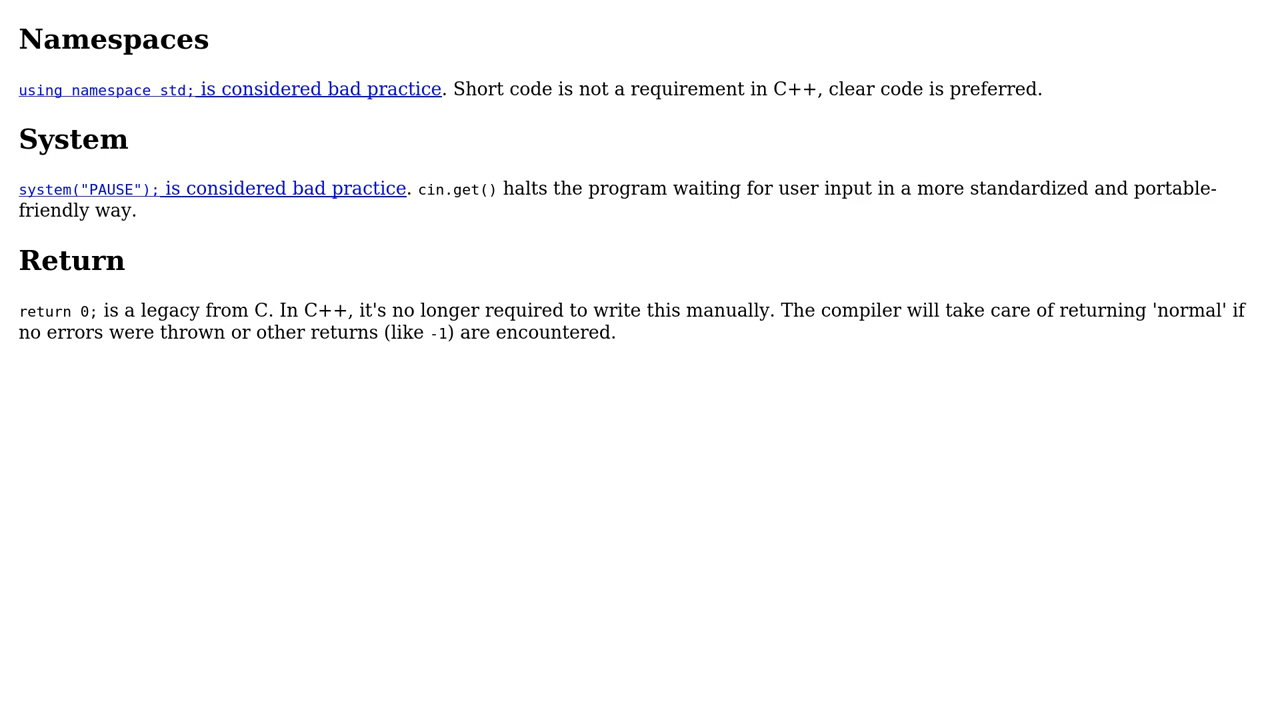 Namespaces
using namespace std; is considered bad practice. Short code is not a requirement in C++, clear code is preferred.
System
system("PAUSE"); is considered bad practice. cin.get() halts the program waiting for user input in a more standardized and portable-
friendly way.
Return
return 0; is a legacy from C. In C++, it's no longer required to write this manually. The compiler will take care of returning 'normal' if
no errors were thrown or other returns (like -1) are encountered.